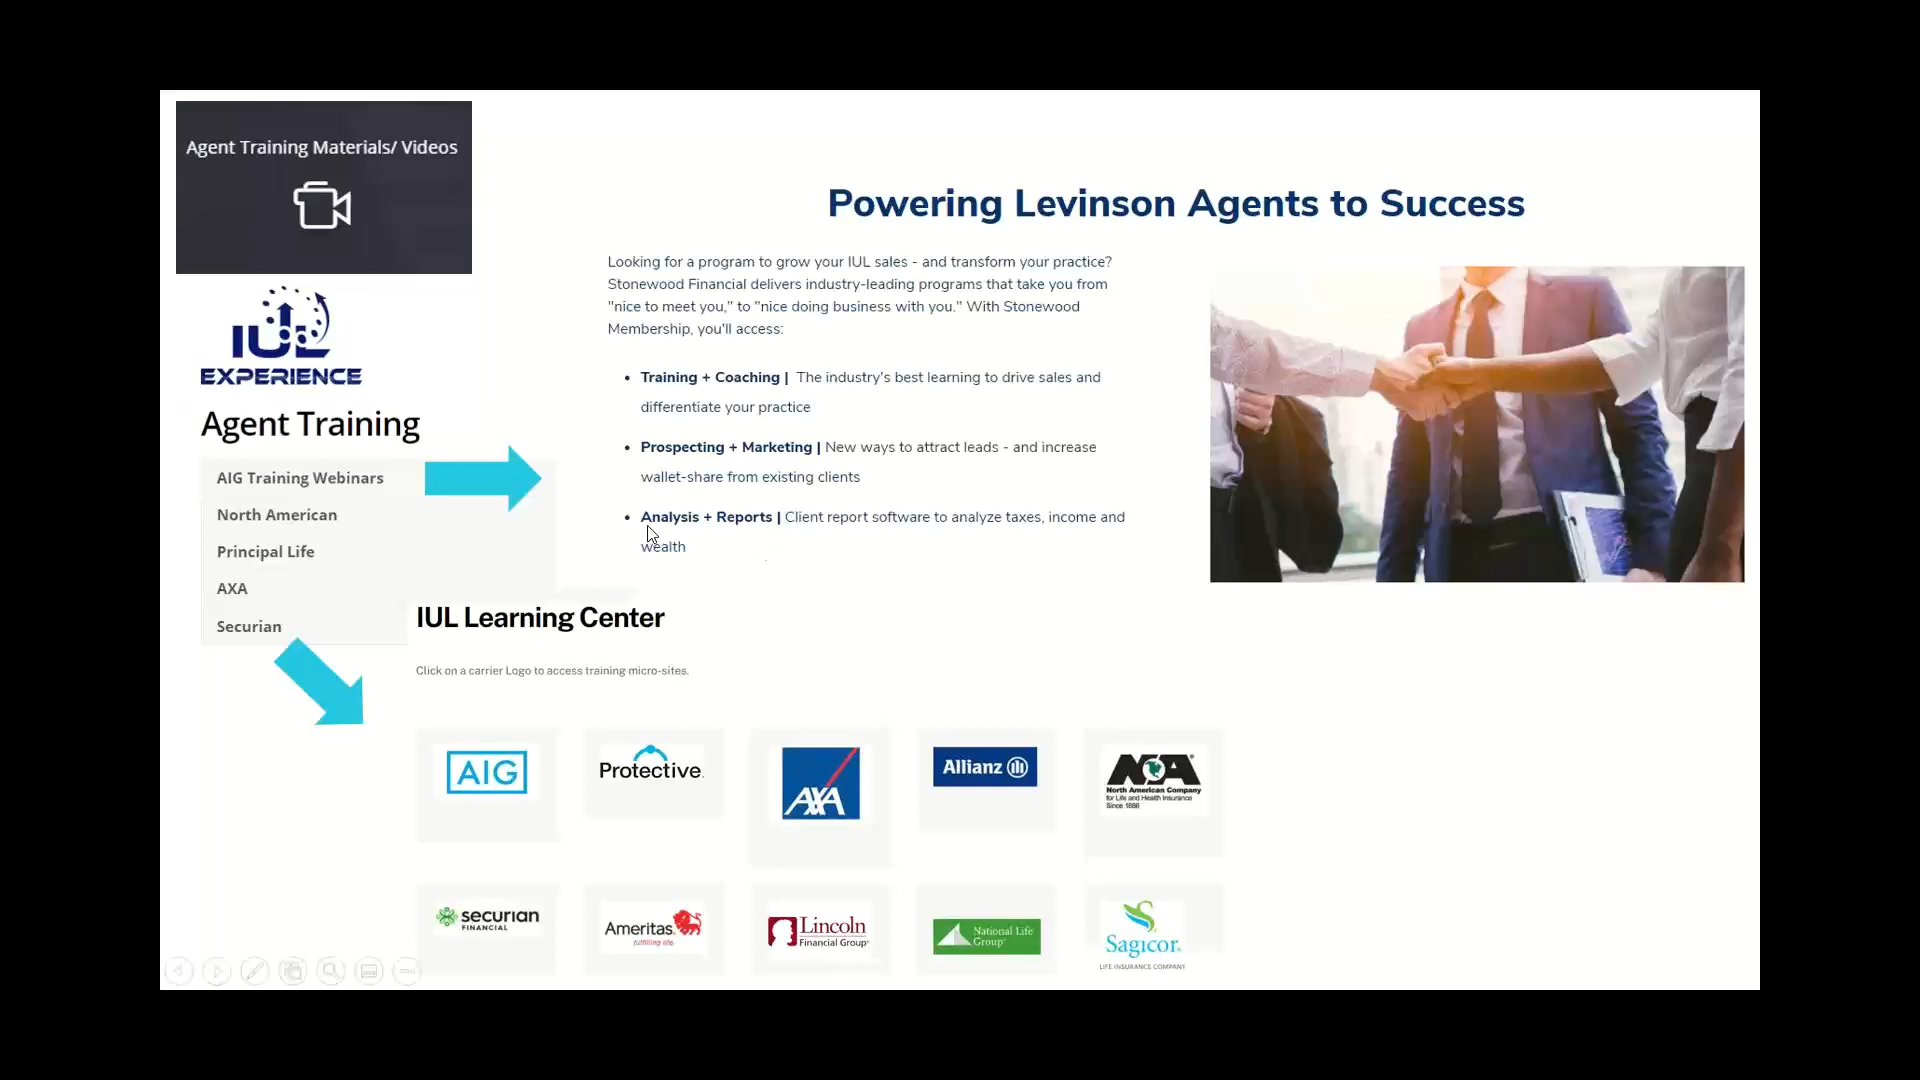 Agent Training Materials/ Videos
IUL
EXPERIENCE
Agent Training
AIG Training Webinars
North American
Principal Life
AXA
Securian
Powering Levinson Agents to Success
Looking for a program to grow your IUL sales - and transform your practice?
Stonewood Financial delivers industry-leading programs that take you from
"nice to meet you," to "nice doing business with you." With Stonewood
Membership, you'll access:
• Training + Coaching | The industry's best learning to drive sales and
differentiate your practice
• Prospecting + Marketing | New ways to attract leads - and increase
wallet-share from existing clients
• Analysis + Reports | Client report software to analyze taxes, income and
wealth
IUL Learning Center
Click on a carrier Logo to access training micro-sites.
AIG
Protective
AXA
Allianz
NA
North American Company
for Life and Health Insurance
Since 1886
securian
FINANCIAL
Ameritas
fulfilling life
Lincoln
Financial Group
National Life
Group
Sagicor
LIFE INSURANCE COMPANY